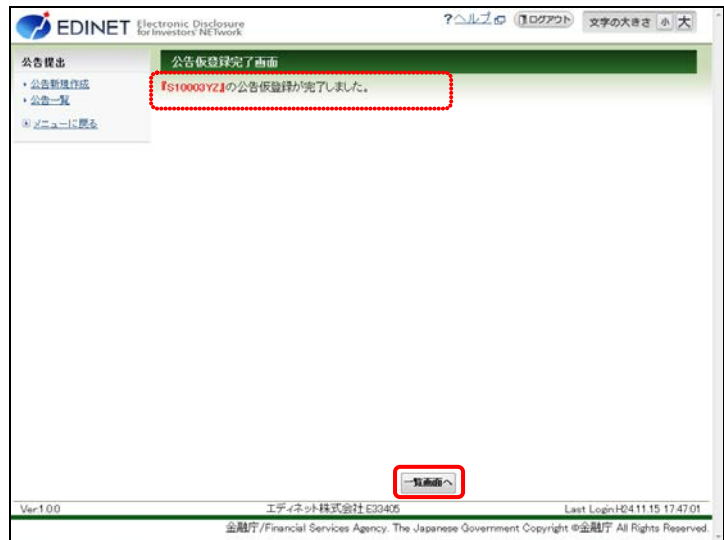 EDINET Electronic Disclosure for Investors' NETwork
?ヘルプ ログアウト 文字の大きさ 小 大
公告提出
公告新規作成
公告一覧
メニューに戻る
公告仮登録完了画面
『S10003YZ』の公告仮登録が完了しました。
一覧画面へ
Ver1.0.0 エディネット株式会社 E33405 Last Login:H24.11.15 17:47:01
金融庁/Financial Services Agency. The Japanese Government Copyright ©金融庁 All Rights Reserved.